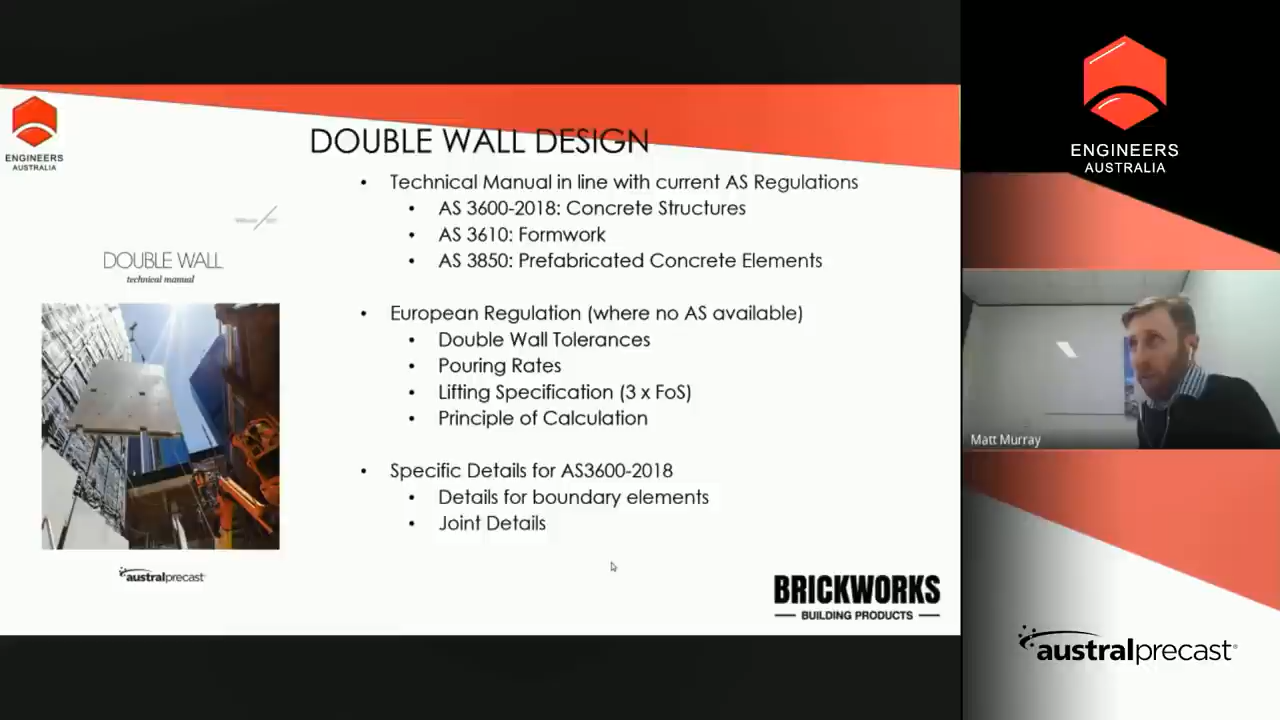 DOUBLE WALL DESIGN
ENGINEERS
AUSTRALIA
• Technical Manual in line with current AS Regulations
• AS 3600-2018: Concrete Structures
• AS 3610: Formwork
• AS 3850: Prefabricated Concrete Elements
DOUBLE WALL
technical manual
• European Regulation (where no AS available)
• Double Wall Tolerances
• Pouring Rates
• Lifting Specification (3 x FoS)
• Principle of Calculation
• Specific Details for AS3600-2018
• Details for boundary elements
• Joint Details
australprecast
BRICKWORKS
BUILDING PRODUCTS
ENGINEERS
AUSTRALIA
Matt Murray
australprecast